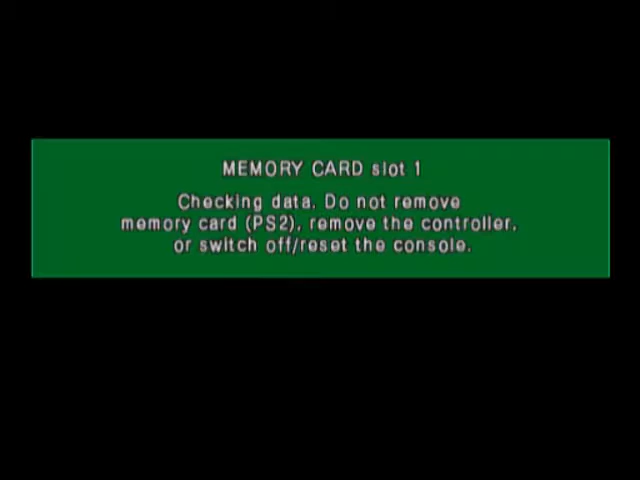 MEMORY CARD slot 1
Checking data. Do not remove
memory card (PS2), remove the controller,
or switch off/reset the console.